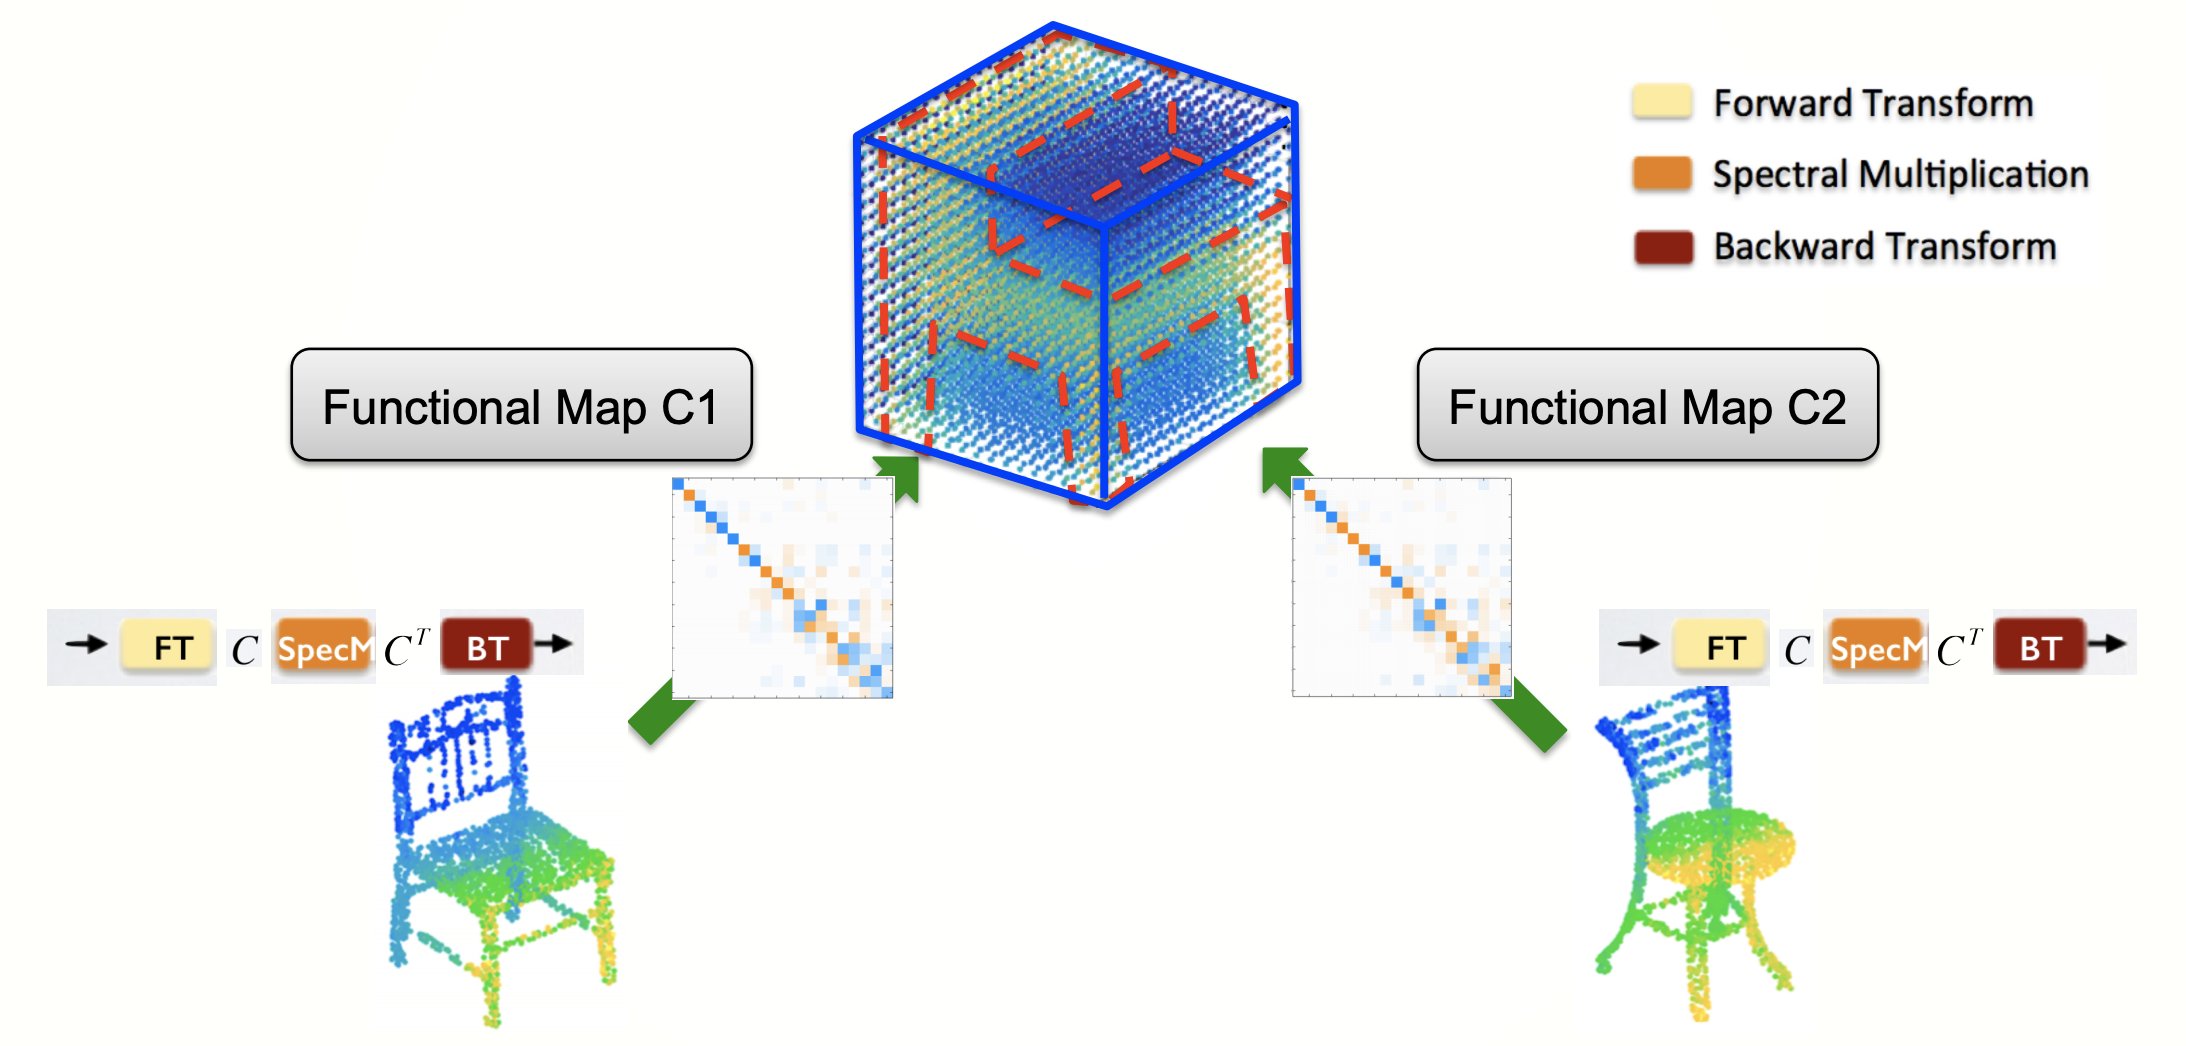 Forward Transform
Spectral Multiplication
Backward Transform
Functional Map C1
Functional Map C2
FT C SpecM C^T BT
FT C SpecM C^T BT